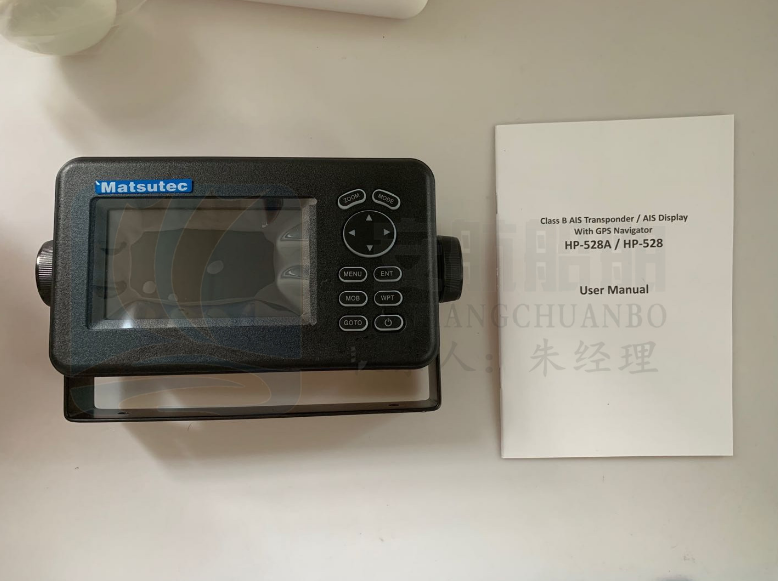 Matsutec
ZOOM
MODE
MENU
ENT
MOB
WPT
GOTO
Class B AIS Transponder / AIS Display
With GPS Navigator
HP-528A / HP-528
User Manual
ANGCHUANBO
人：朱经理